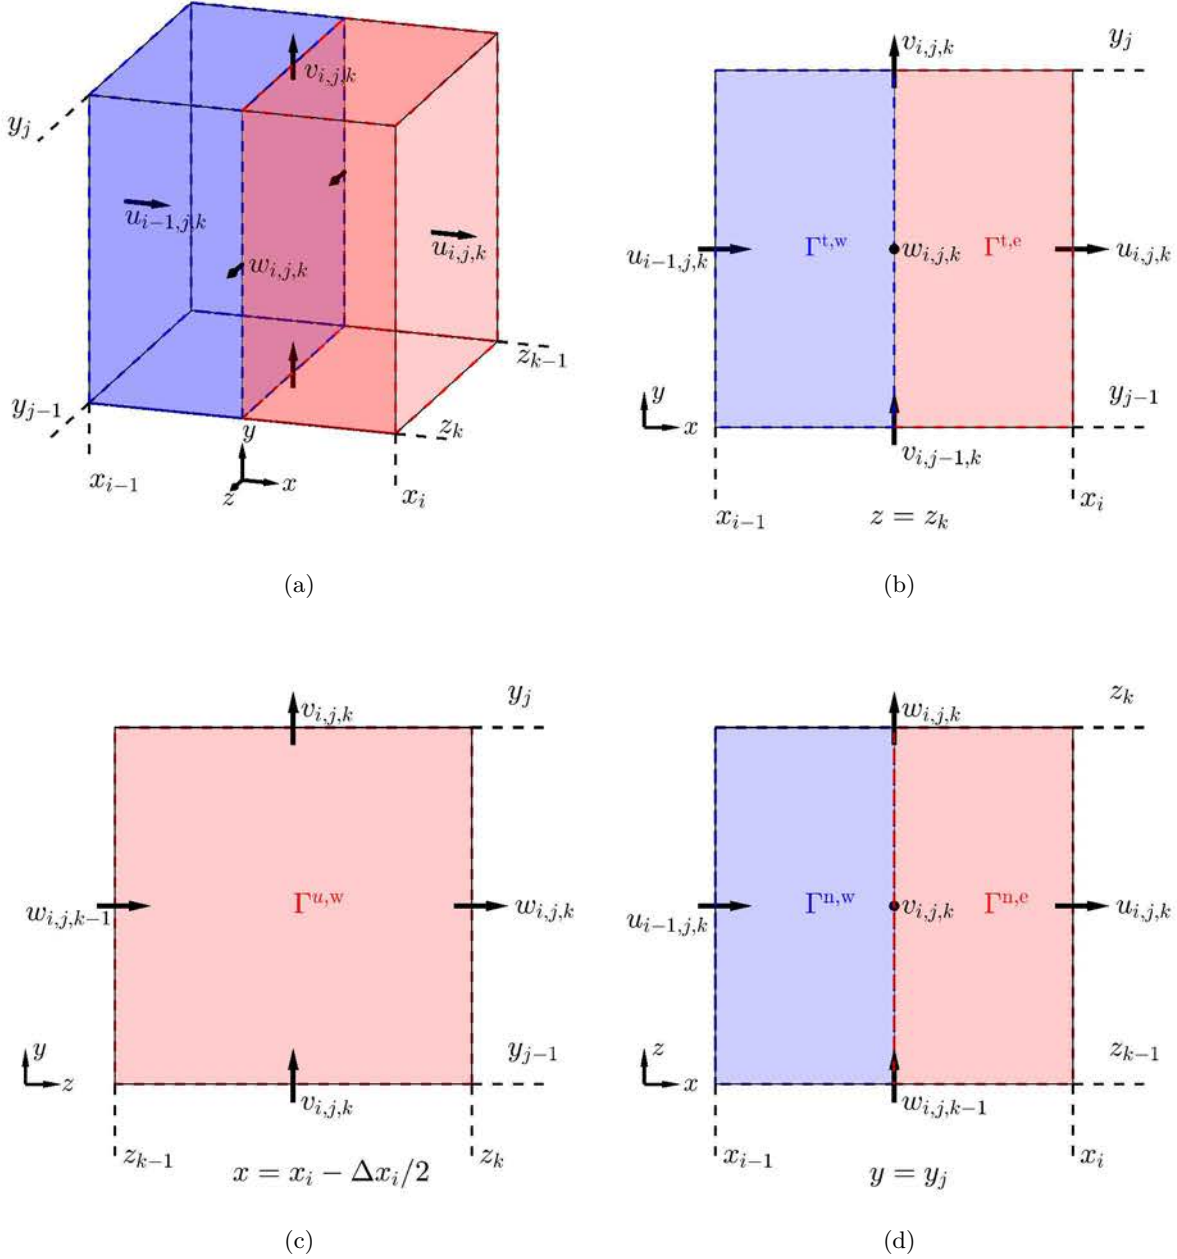 v_{i,j,k}
y_j
u_{i−1,j,k}
u_{i,j,k}
w_{i,j,k}
z_{k−1}
y_{j−1}
z_k
y
x_{i−1}
z
x
x_i
(a)
v_{i,j,k}
y_j
u_{i−1,j,k}
Γ^{t,w}
w_{i,j,k}
Γ^{t,e}
u_{i,j,k}
y
x
y_{j−1}
v_{i,j−1,k}
x_{i−1}
z = z_k
x_i
(b)
v_{i,j,k}
y_j
w_{i,j,k−1}
Γ^{u,w}
w_{i,j,k}
y
z
y_{j−1}
v_{i,j,k}
z_{k−1}
x = x_i − Δx_i/2
z_k
(c)
w_{i,j,k}
z_k
u_{i−1,j,k}
Γ^{n,w}
v_{i,j,k}
Γ^{n,e}
u_{i,j,k}
z
x
z_{k−1}
w_{i,j,k−1}
x_{i−1}
y = y_j
x_i
(d)